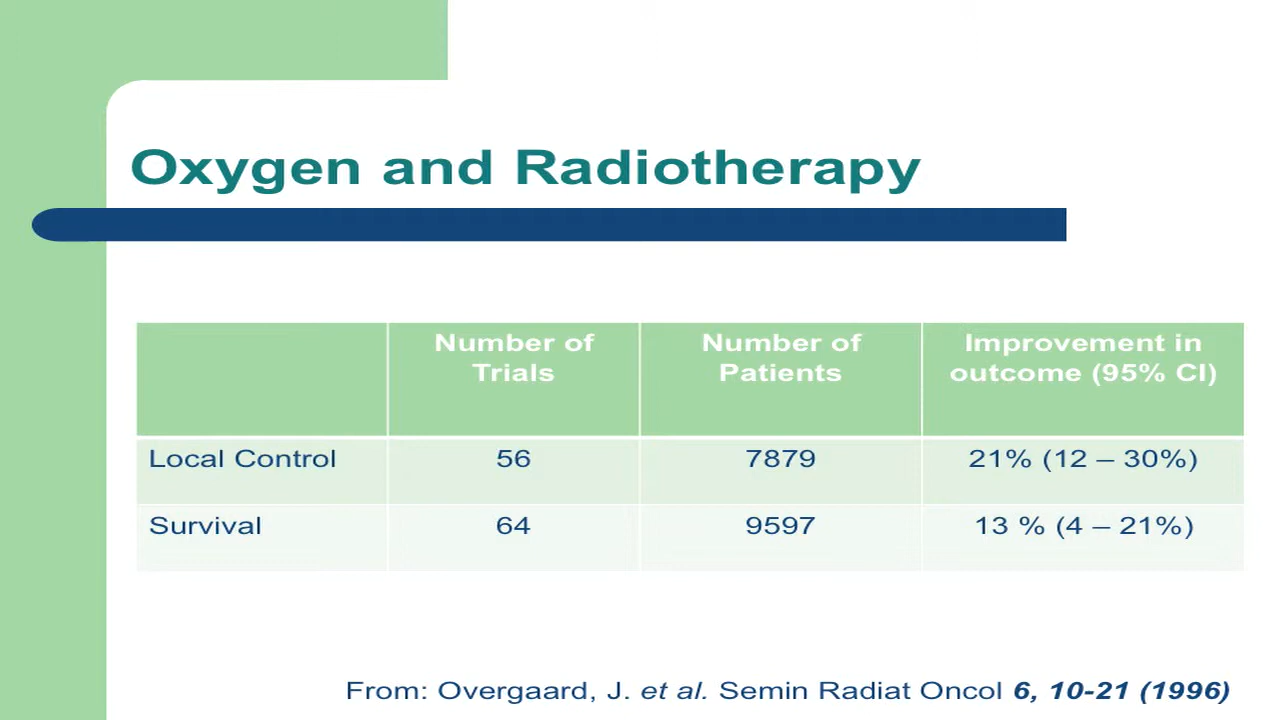 Oxygen and Radiotherapy
Number of Trials Number of Patients Improvement in outcome (95% CI)
Local Control 56 7879 21% (12 – 30%)
Survival 64 9597 13 % (4 – 21%)
From: Overgaard, J. et al. Semin Radiat Oncol 6, 10-21 (1996)